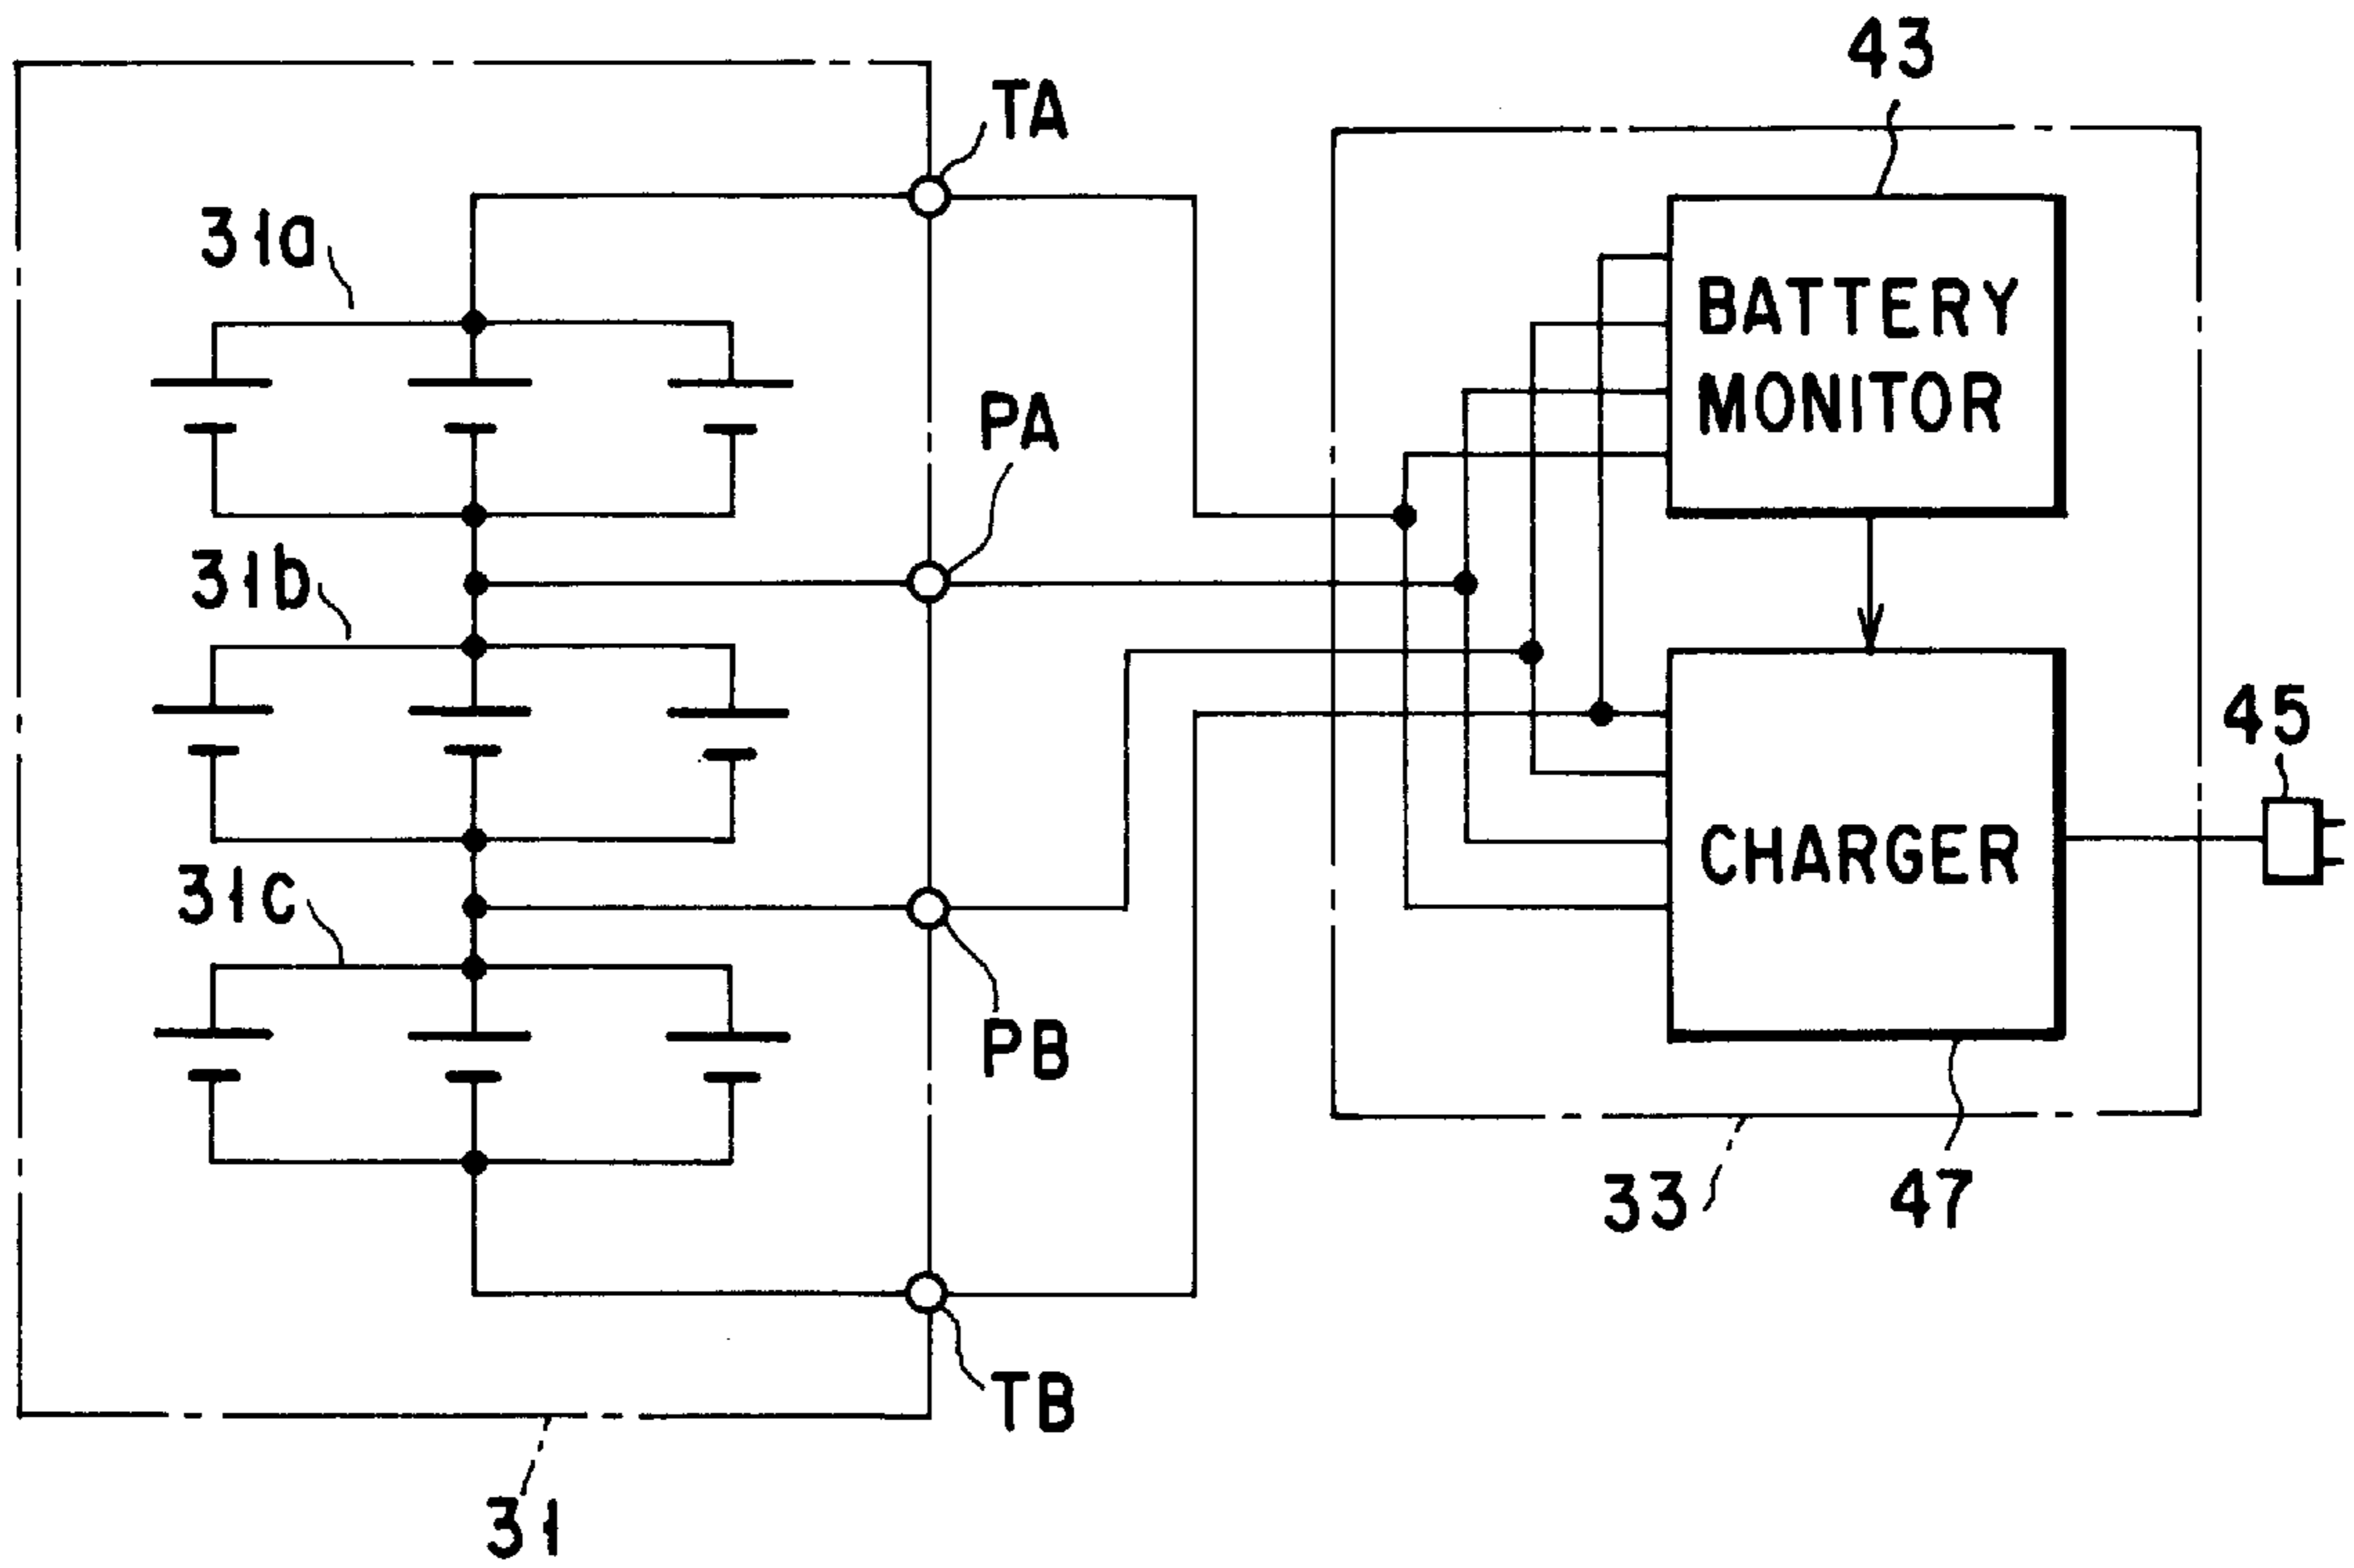 43
TA
31a
BATTERY
MONITOR
PA
31b
45
CHARGER
31c
PB
33
47
TB
31